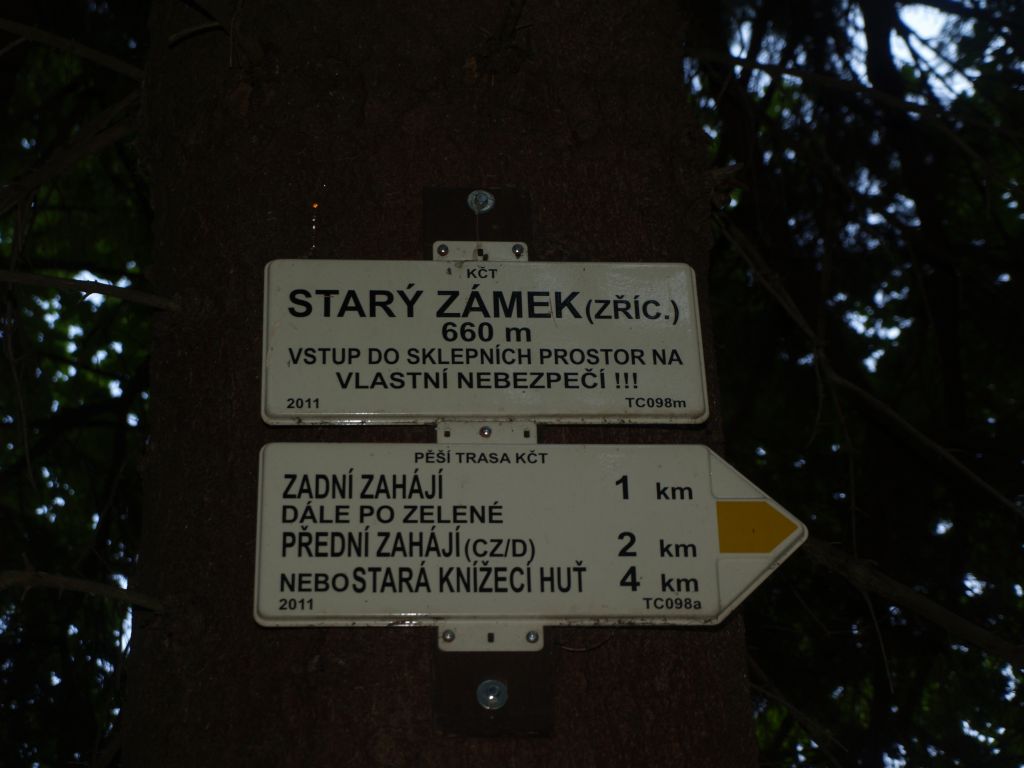 KČT
STARÝ ZÁMEK (ZŘÍC.)
660 m
VSTUP DO SKLEPNÍCH PROSTOR NA
VLASTNÍ NEBEZPEČÍ !!!
2011 TC098m
PĚŠÍ TRASA KČT
ZADNÍ ZAHÁJÍ 1 km
DÁLE PO ZELENÉ
PŘEDNÍ ZAHÁJÍ (CZ/D) 2 km
NEBO STARÁ KNÍŽECÍ HUŤ 4 km
2011 TC098a